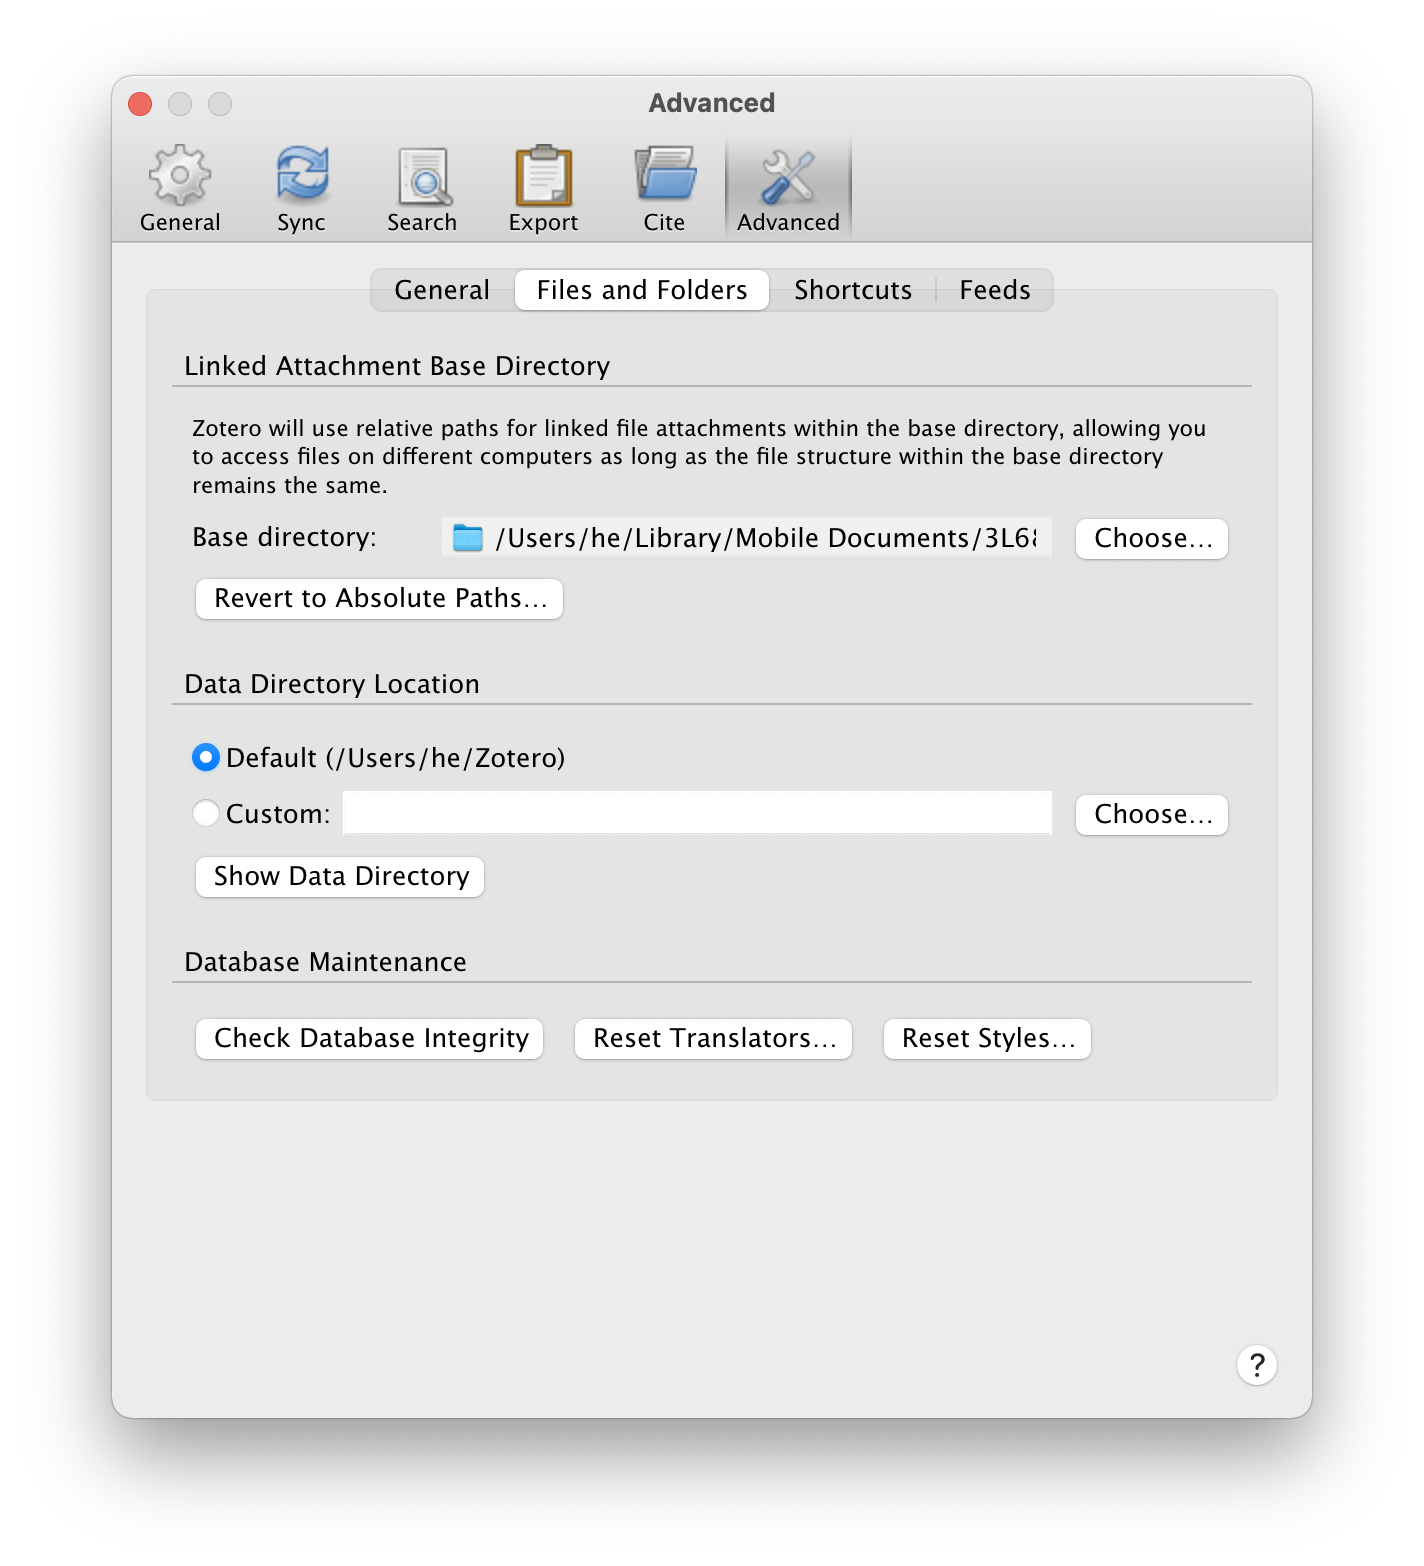 Advanced
General
Sync
Search
Export
Cite
Advanced
General
Files and Folders
Shortcuts
Feeds
Linked Attachment Base Directory
Zotero will use relative paths for linked file attachments within the base directory, allowing you
to access files on different computers as long as the file structure within the base directory
remains the same.
Base directory:
/Users/he/Library/Mobile Documents/3L68
Choose...
Revert to Absolute Paths...
Data Directory Location
Default (/Users/he/Zotero)
Custom:
Choose...
Show Data Directory
Database Maintenance
Check Database Integrity
Reset Translators...
Reset Styles...
?